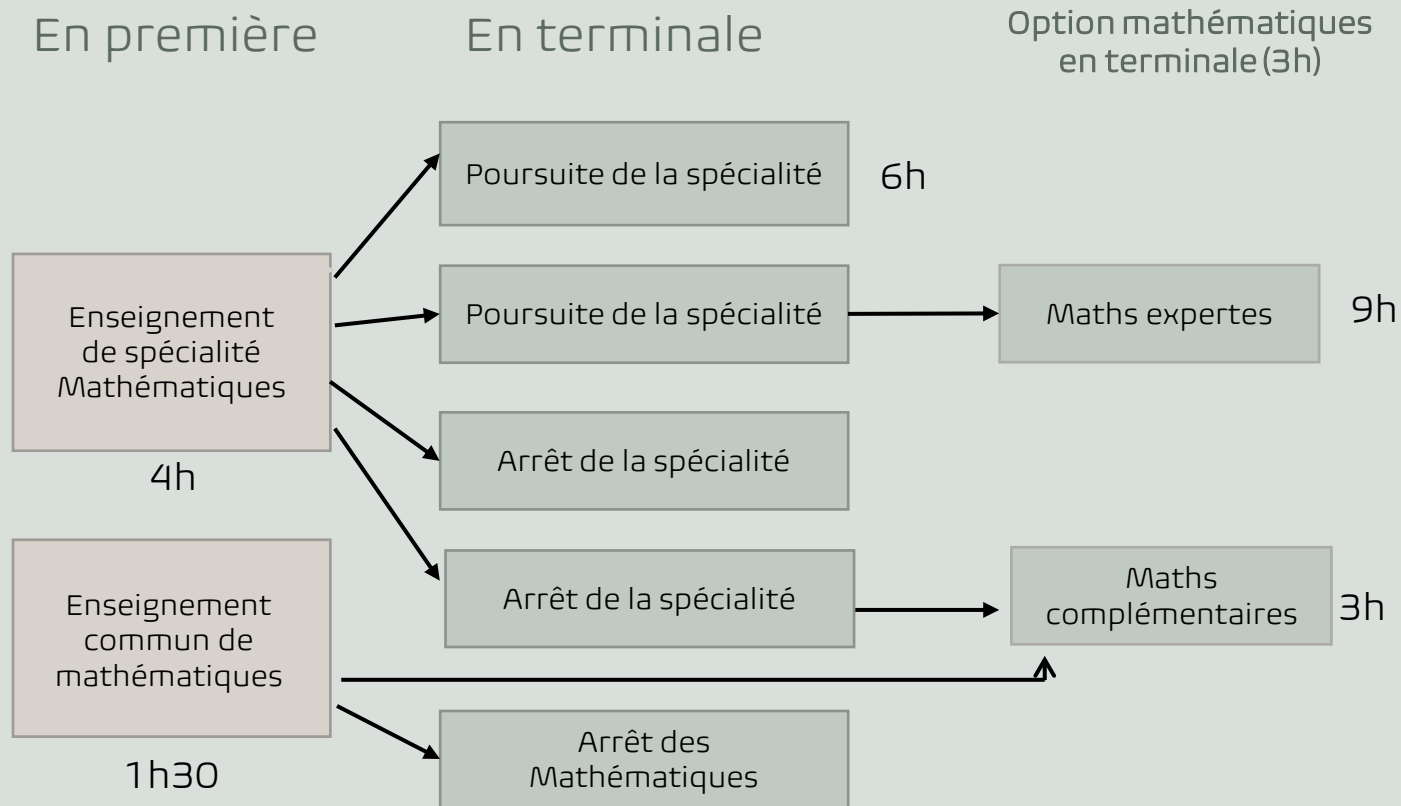 En première
En terminale
Option mathématiques
en terminale (3h)
Poursuite de la spécialité
6h
Enseignement
de spécialité
Mathématiques
4h
Poursuite de la spécialité
Maths expertes
9h
Arrêt de la spécialité
Arrêt de la spécialité
Maths
complémentaires
3h
Enseignement
commun de
mathématiques
1h30
Arrêt des
Mathématiques